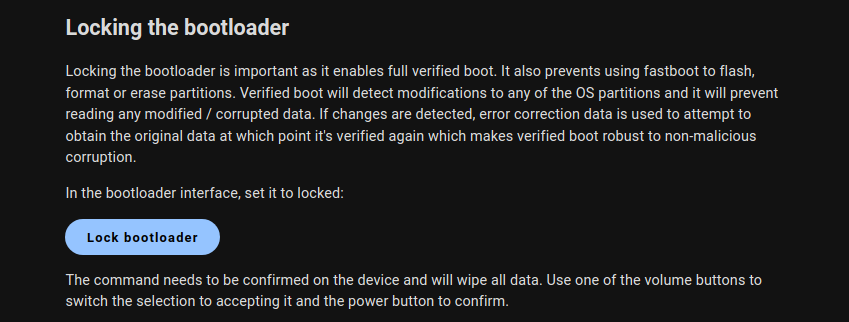 Locking the bootloader
Locking the bootloader is important as it enables full verified boot. It also prevents using fastboot to flash,
format or erase partitions. Verified boot will detect modifications to any of the OS partitions and it will prevent
reading any modified / corrupted data. If changes are detected, error correction data is used to attempt to
obtain the original data at which point it's verified again which makes verified boot robust to non-malicious
corruption.
In the bootloader interface, set it to locked:
Lock bootloader
The command needs to be confirmed on the device and will wipe all data. Use one of the volume buttons to
switch the selection to accepting it and the power button to confirm.